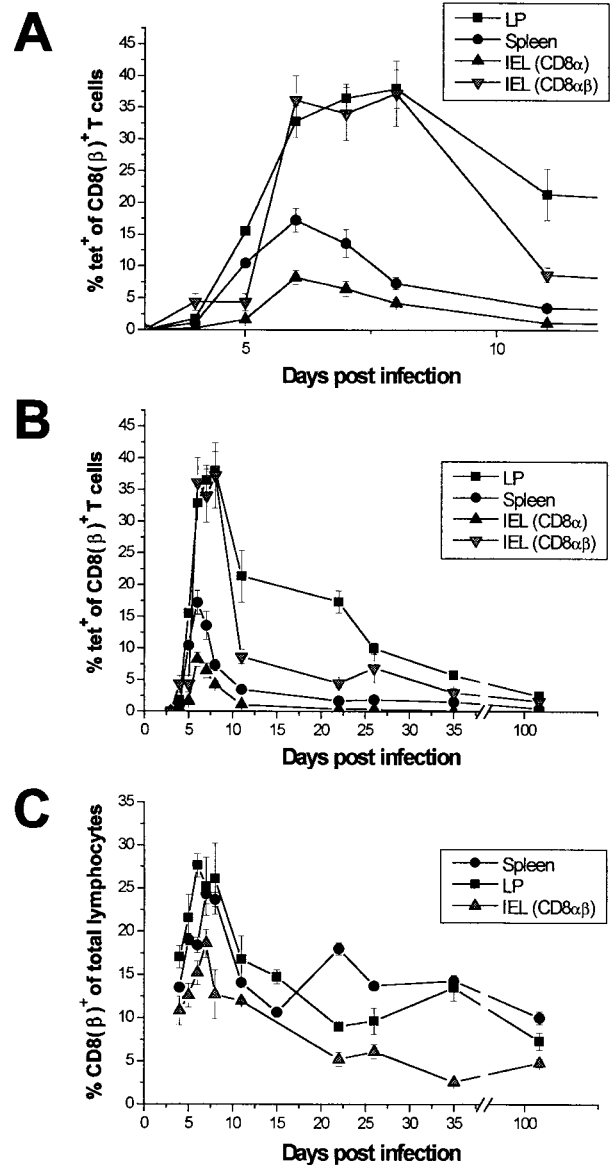 A
LP
Spleen
IEL (CD8α)
IEL (CD8αβ)
45
40
35
30
25
20
15
10
5
0
% tet+ of CD8(β)+ T cells
5
10
Days post infection
B
LP
Spleen
IEL (CD8α)
IEL (CD8αβ)
45
40
35
30
25
20
15
10
5
0
% tet+ of CD8(β)+ T cells
0
5
10
15
20
25
30
35
100
Days post infection
C
Spleen
LP
IEL (CD8αβ)
35
30
25
20
15
10
5
0
% CD8(β)+ of total lymphocytes
0
5
10
15
22
25
30
35
100
Days post infection